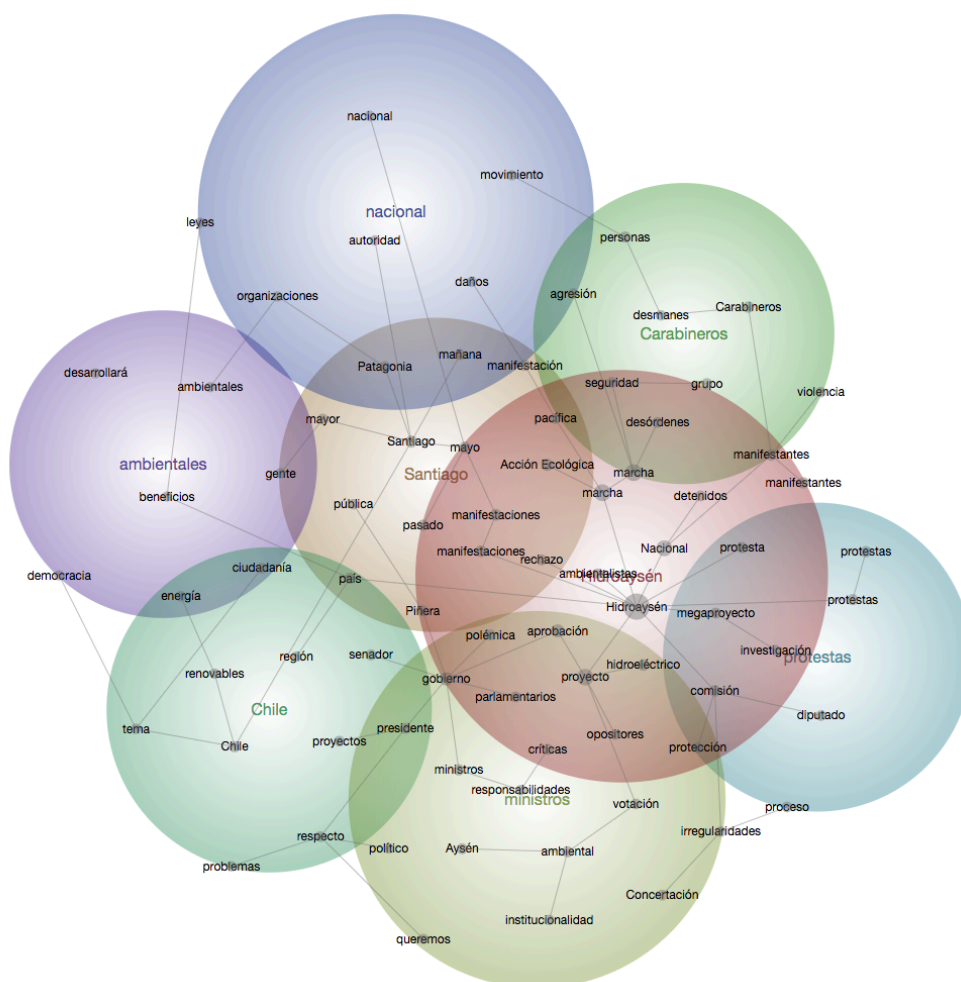 nacional
movimiento
nacional
leyes
autoridad
personas
daños
organizaciones
agresión
desmanes
Carabineros
Carabineros
mañana
Patagonia
manifestación
desarrollará
ambientales
seguridad
grupo
violencia
mayor
pacífica
desórdenes
Santiago
mayo
manifestantes
ambientales
Acción Ecológica
gente
Santiago
marcha
manifestantes
beneficios
marcha
detenidos
pública
manifestaciones
pasado
manifestaciones
Nacional
protesta
protestas
rechazo
ciudadanía
democracia
país
ambientalistas
Hidroaysén
energía
protestas
Piñera
Hidroaysén
megaproyecto
polémica
aprobación
investigación
región
senador
protestas
hidroeléctrico
renovables
gobierno
proyecto
comisión
parlamentarios
Chile
diputado
tema
presidente
opositores
proyectos
Chile
críticas
protección
ministros
responsabilidades
ministros
votación
proceso
irregularidades
respecto
político
Aysén
ambiental
problemas
Concertación
institucionalidad
queremos